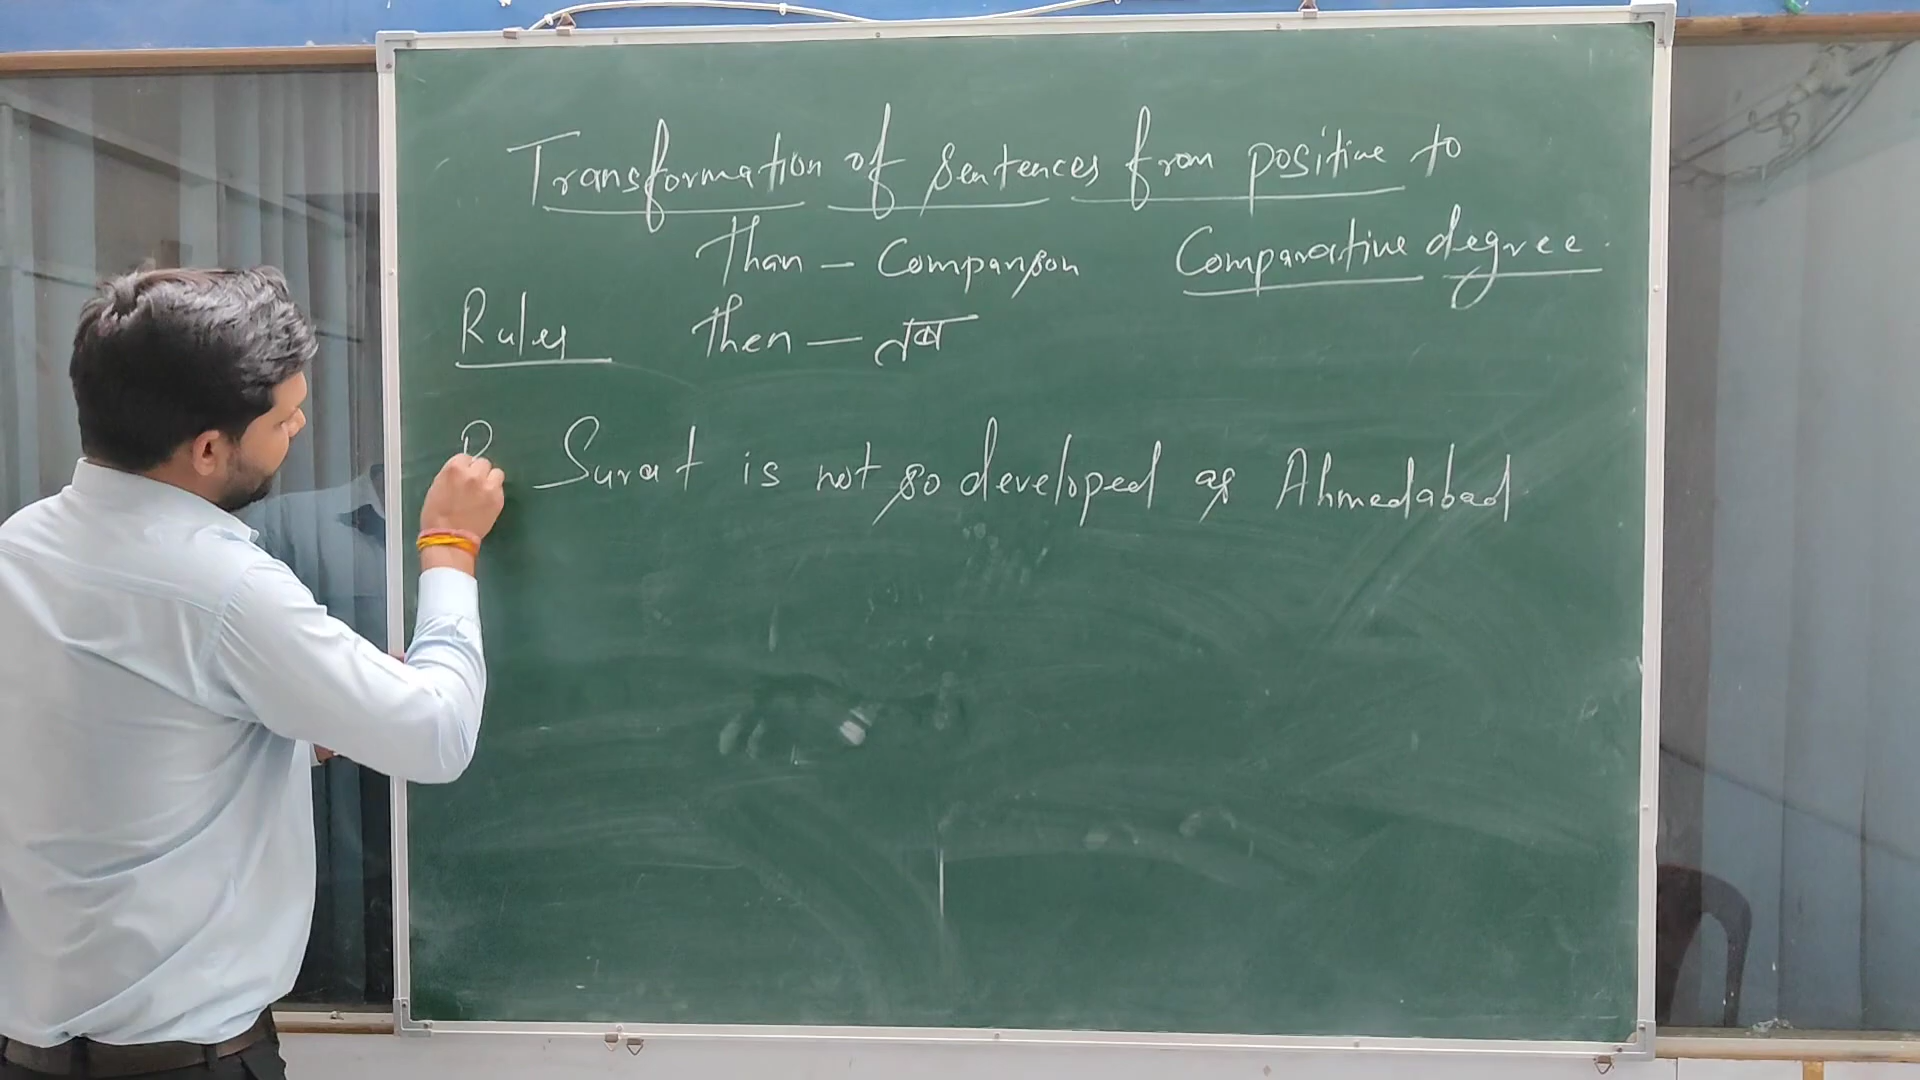 Transformation of sentences from positive to
Than – Comparison Comparative degree.
Rules Then – तब
P Surat is not so developed as Ahmedabad